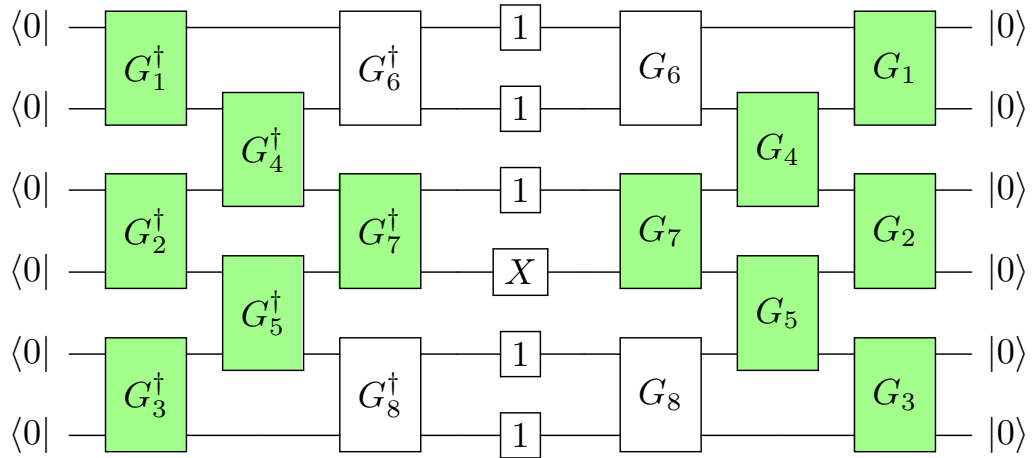 ⟨0| G₁† G₆† 1 G₆ G₁ |0⟩
⟨0| G₄† 1 G₄ |0⟩
⟨0| G₂† G₇† 1 G₇ G₂ |0⟩
⟨0| G₅† X G₅ |0⟩
⟨0| G₃† G₈† 1 G₈ G₃ |0⟩
⟨0| 1 |0⟩